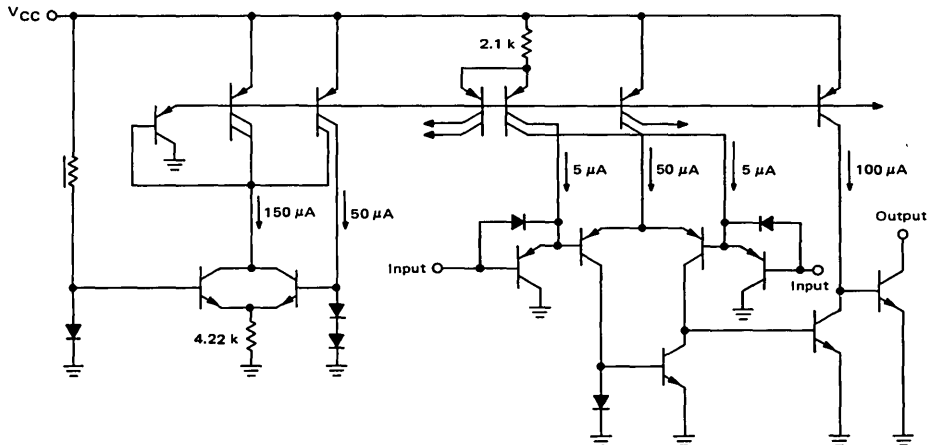 VCC
2.1 k
5 μA
50 μA
5 μA
100 μA
150 μA
50 μA
Output
Input
Input
4.22 k